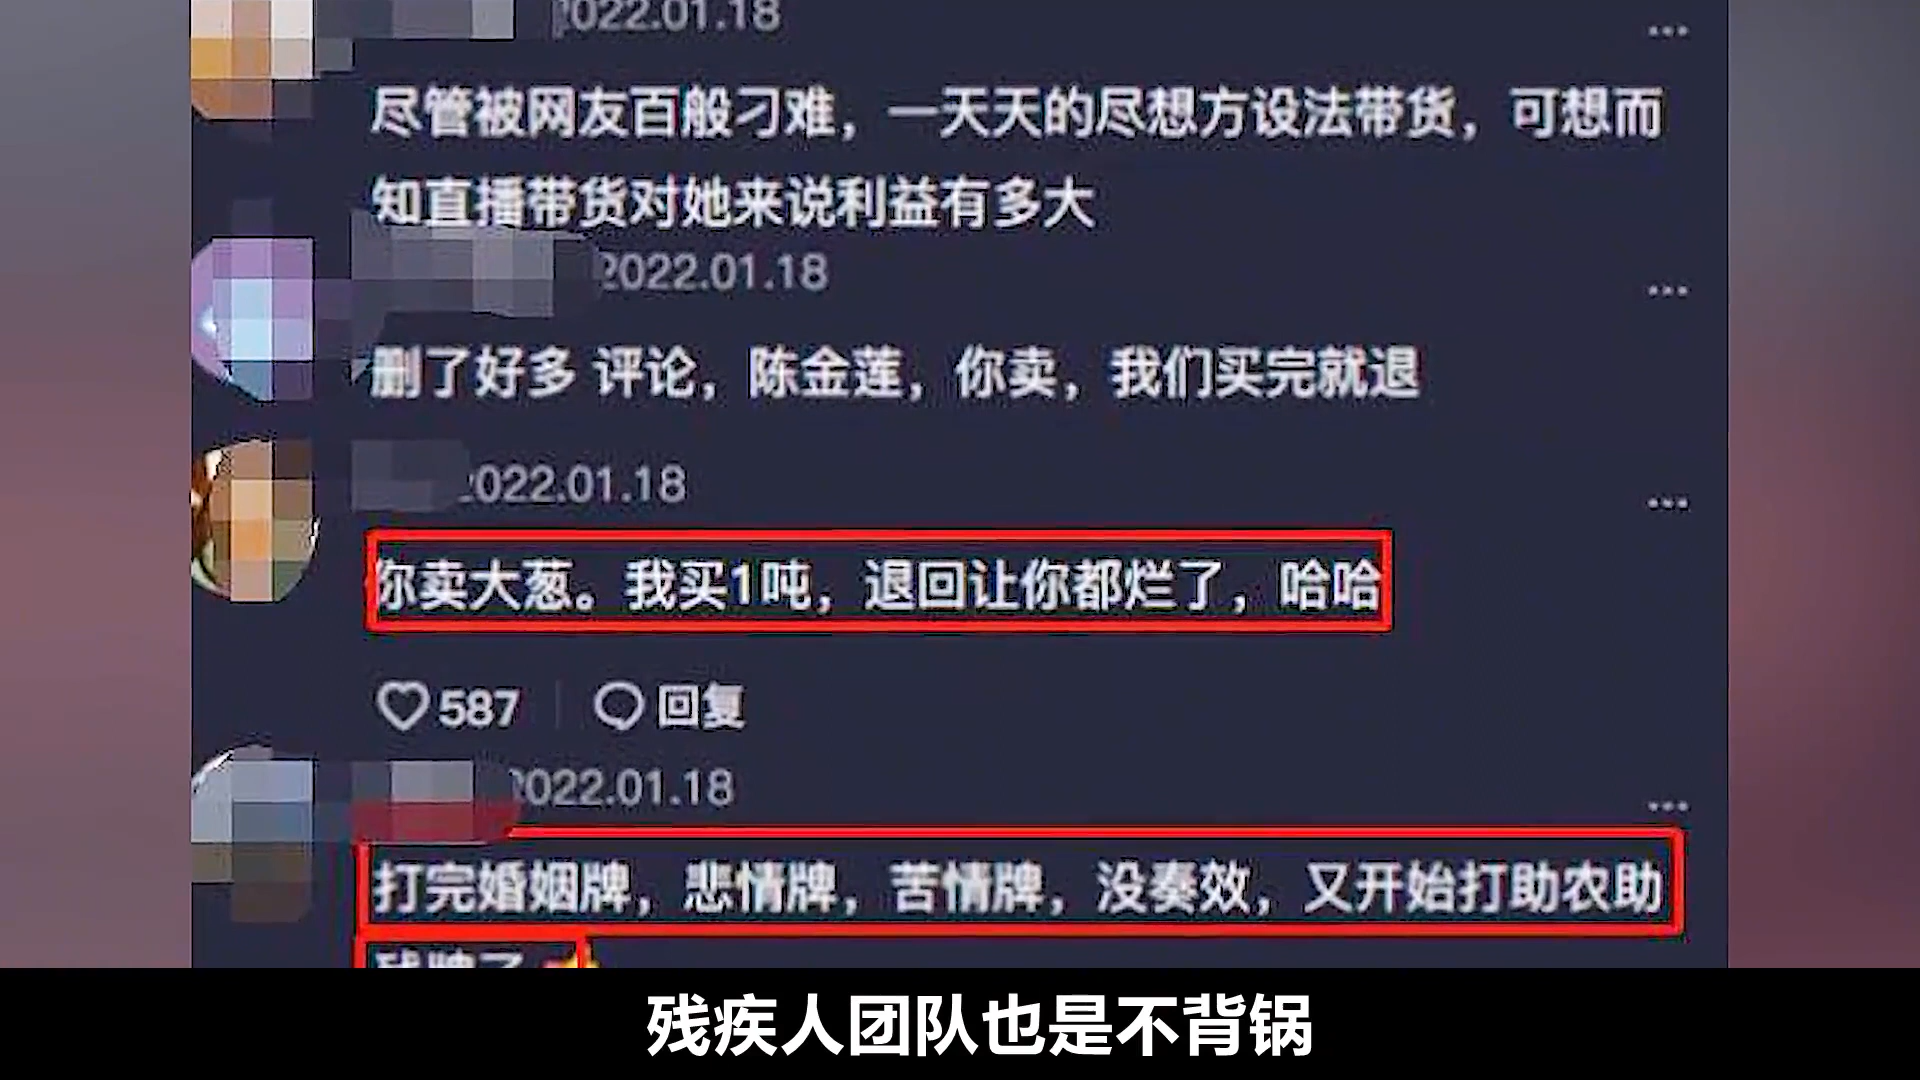 2022.01.18
尽管被网友百般刁难，一天天的尽想方设法带货，可想而
知直播带货对她来说利益有多大
2022.01.18
删了好多 评论，陈金莲，你卖，我们买完就退
2022.01.18
你卖大葱。我买1吨，退回让你都烂了，哈哈
587 回复
2022.01.18
打完婚姻牌，悲情牌，苦情牌，没奏效，又开始打助农助
残牌了
残疾人团队也是不背锅